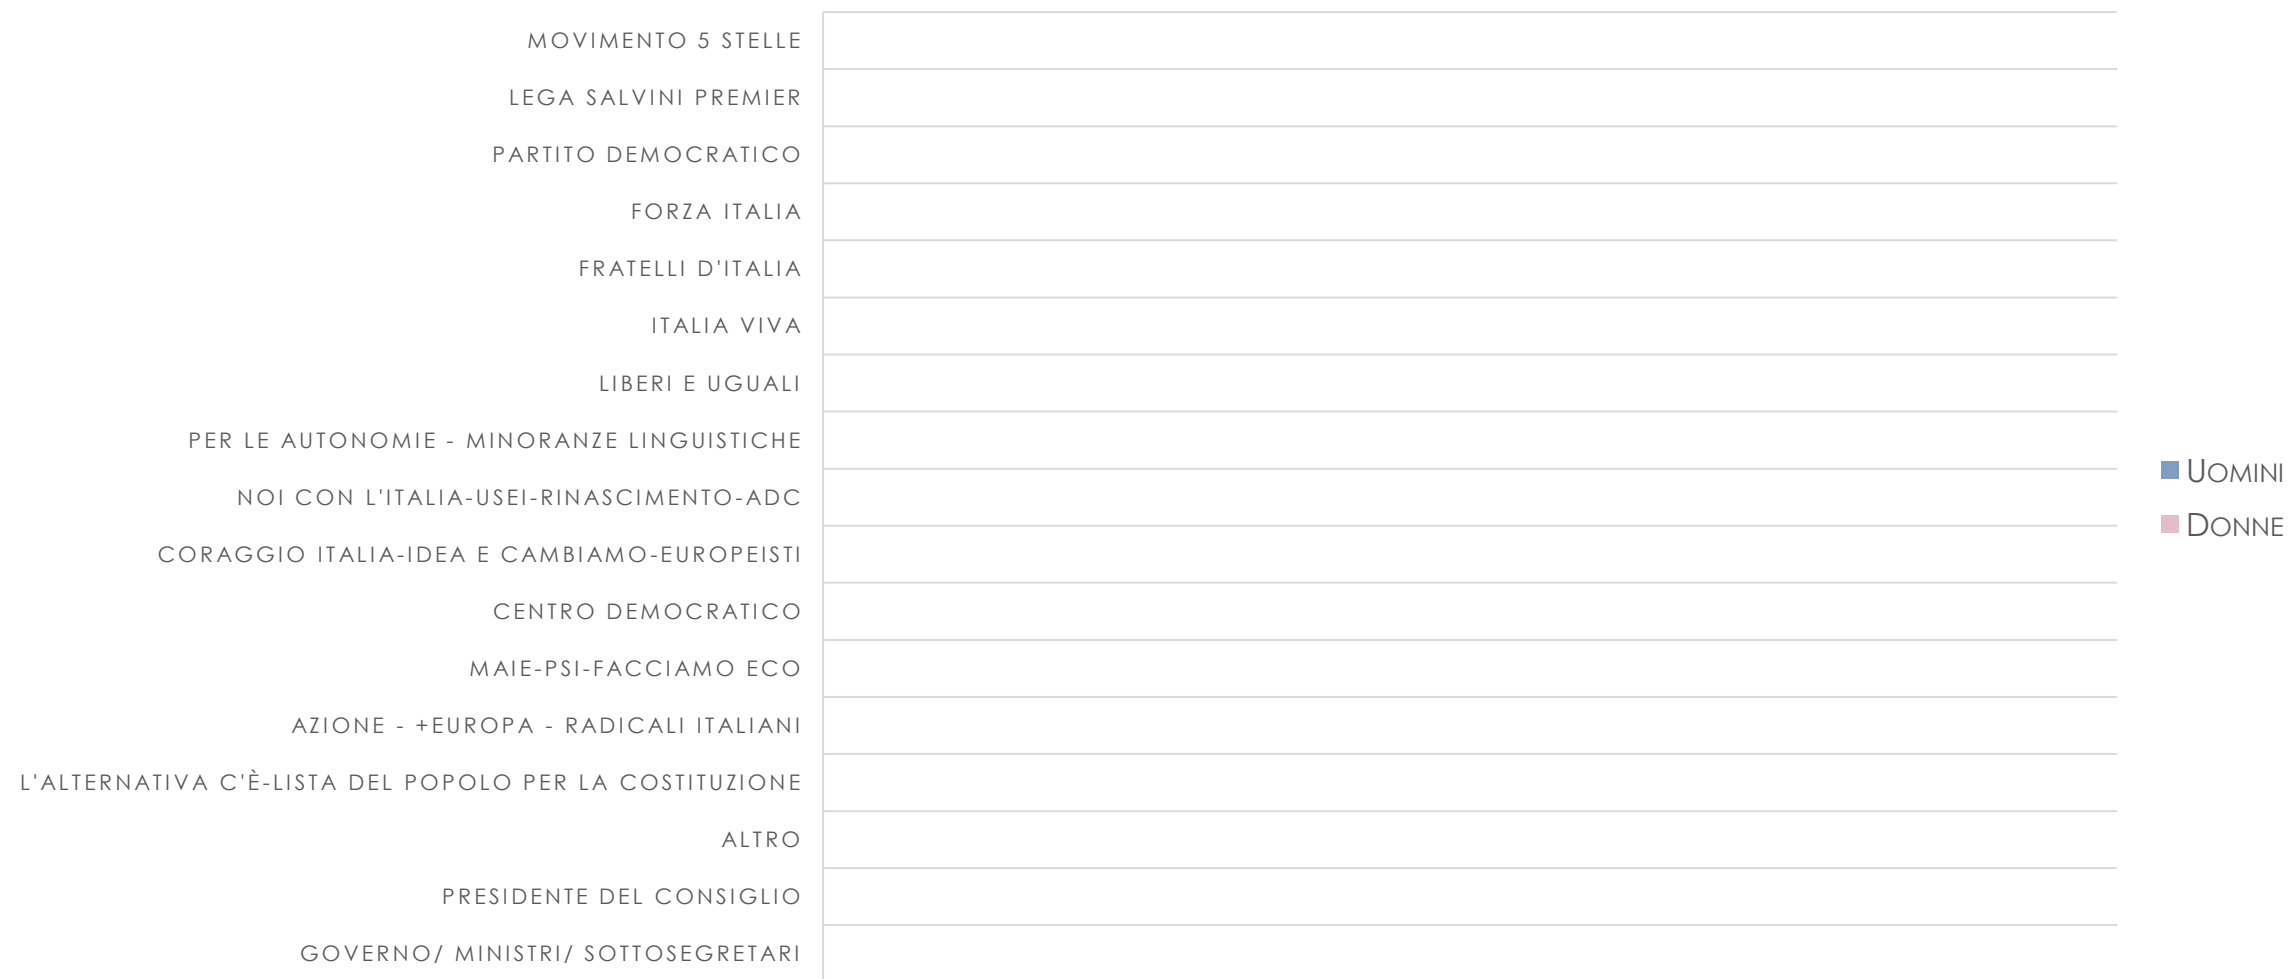 MOVIMENTO 5 STELLE
LEGA SALVINI PREMIER
PARTITO DEMOCRATICO
FORZA ITALIA
FRATELLI D'ITALIA
ITALIA VIVA
LIBERI E UGUALI
PER LE AUTONOMIE - MINORANZE LINGUISTICHE
NOI CON L'ITALIA-USEI-RINASCIMENTO-ADC
CORAGGIO ITALIA-IDEA E CAMBIAMO-EUROPEISTI
CENTRO DEMOCRATICO
MAIE-PSI-FACCIAMO ECO
AZIONE - +EUROPA - RADICALI ITALIANI
L'ALTERNATIVA C'È-LISTA DEL POPOLO PER LA COSTITUZIONE
ALTRO
PRESIDENTE DEL CONSIGLIO
GOVERNO/ MINISTRI/ SOTTOSEGRETARI
UOMINI
DONNE